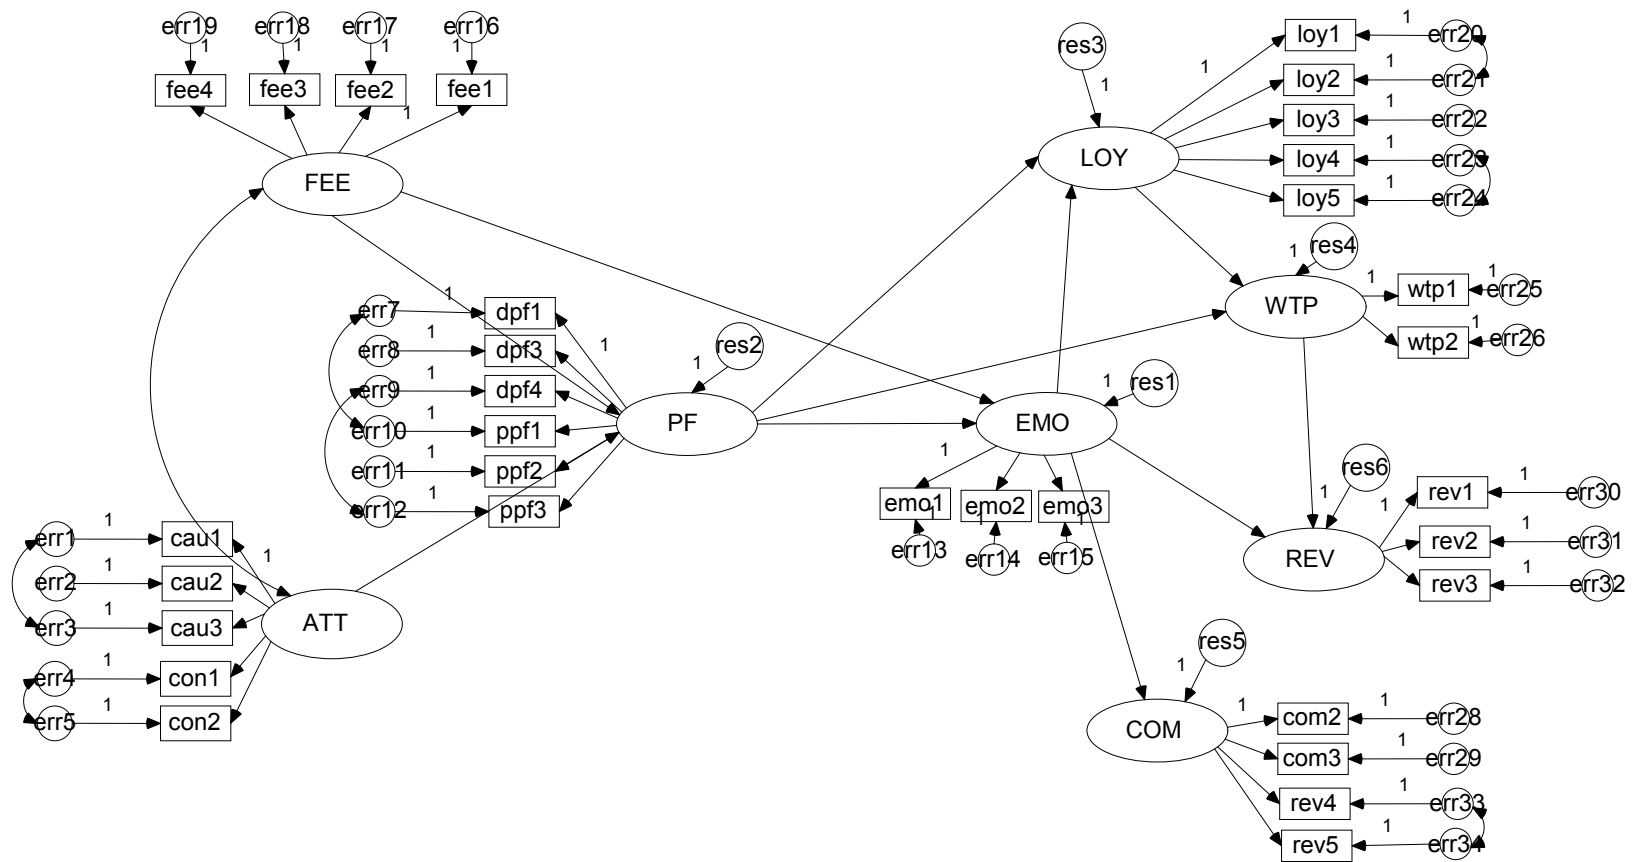 err19 err18 err17 err16
1 1 1 1
fee4 fee3 fee2 fee1
1
FEE
res3
1
LOY
1
loy1 1 err20
loy2 1 err21
loy3 1 err22
loy4 1 err23
loy5 1 err24
res4
1
WTP
1
wtp1 1 err25
wtp2 1 err26
err7 1 dpf1
err8 1 dpf3
err9 1 dpf4
err10 1 ppf1
err11 1 ppf2
err12 1 ppf3
1
res2
1
PF
res1
1
EMO
1
emo1 emo2 emo3
1 1 1
err13 err14 err15
res6
1
1
REV
1
rev1 1 err30
rev2 1 err31
rev3 1 err32
err1 1 cau1
err2 1 cau2
err3 1 cau3
err4 1 con1
err5 1 con2
1
ATT
res5
1
COM
1
com2 1 err28
com3 1 err29
rev4 1 err33
rev5 1 err34